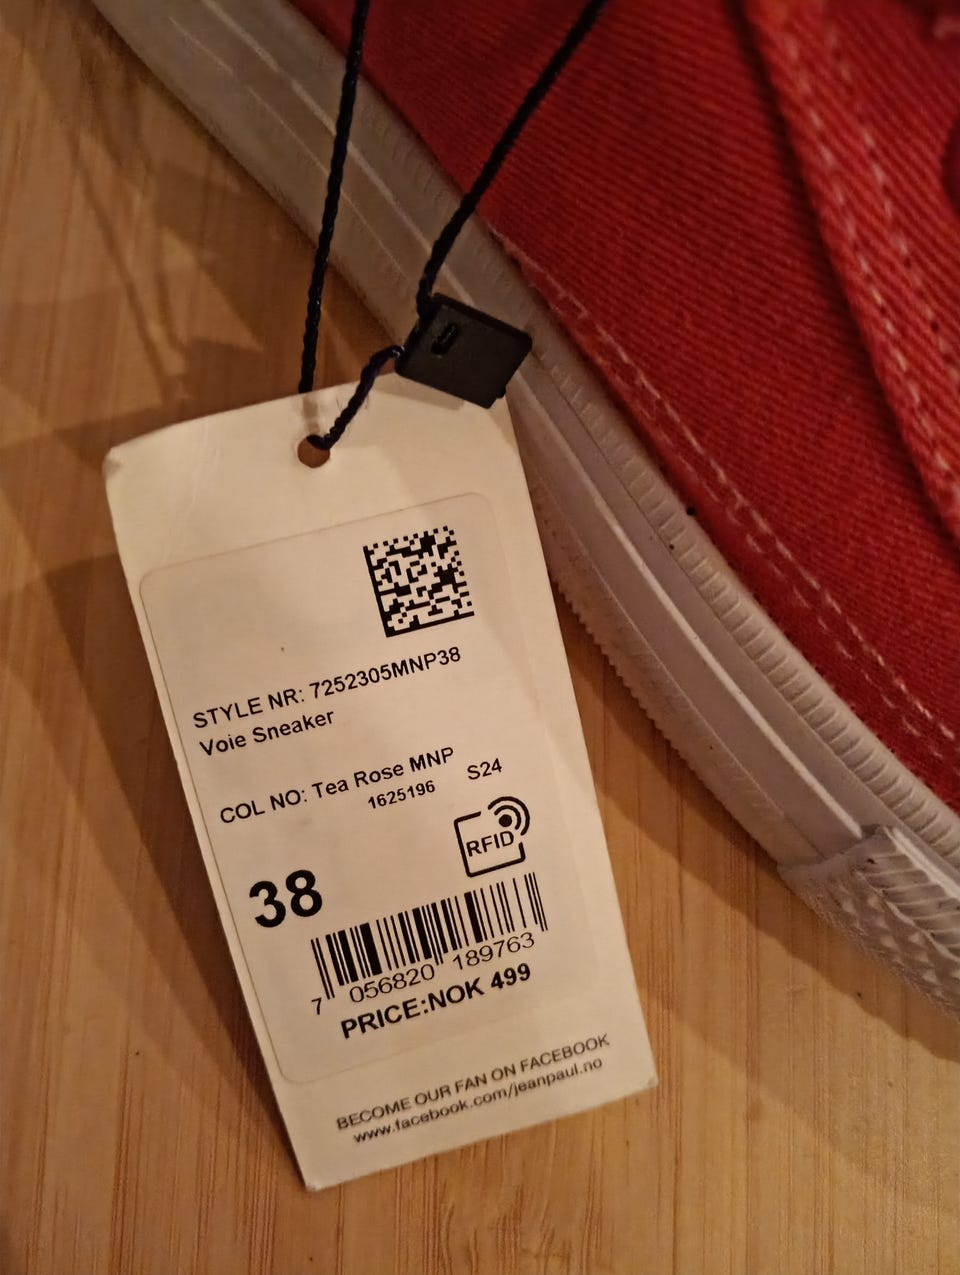 STYLE NR: 7252305MNP38
Voie Sneaker
COL NO: Tea Rose MNP
1625196
S24
RFID
38
7 056820 189763
PRICE:NOK 499
BECOME OUR FAN ON FACEBOOK
www.facebook.com/jeanpaul.no